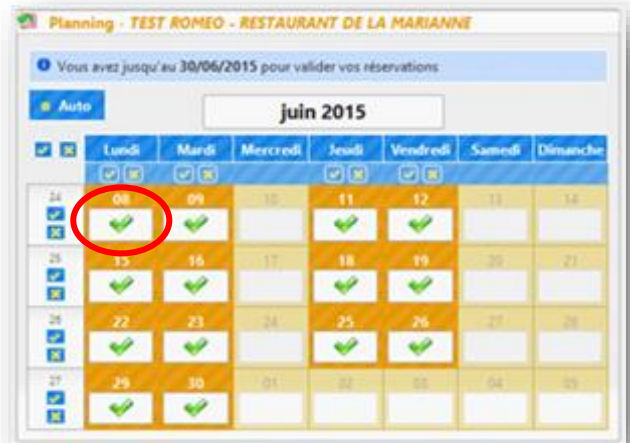 Planning - TEST ROMEO - RESTAURANT DE LA MARIANNE
Vous avez jusqu'au 30/06/2015 pour valider vos réservations
Auto
juin 2015
Lundi Mardi Mercredi Jeudi Vendredi Samedi Dimanche
24 08 09 10 11 12 13 14
25 15 16 17 18 19 20 21
26 22 23 24 25 26 27 28
27 29 30 01 02 03 04 05